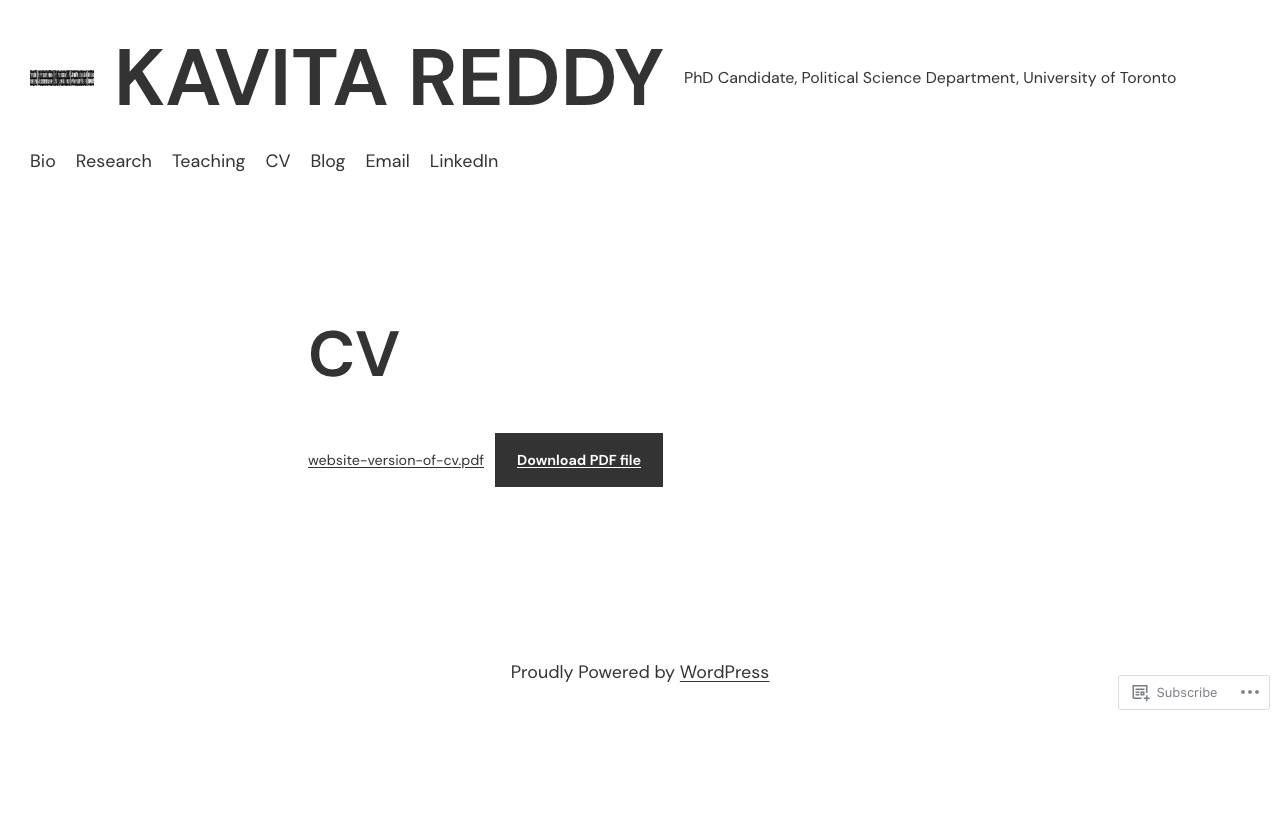 KAVITA REDDY
PhD Candidate, Political Science Department, University of Toronto
Bio Research Teaching CV Blog Email LinkedIn
CV
website-version-of-cv.pdf Download PDF file
Proudly Powered by WordPress
Subscribe